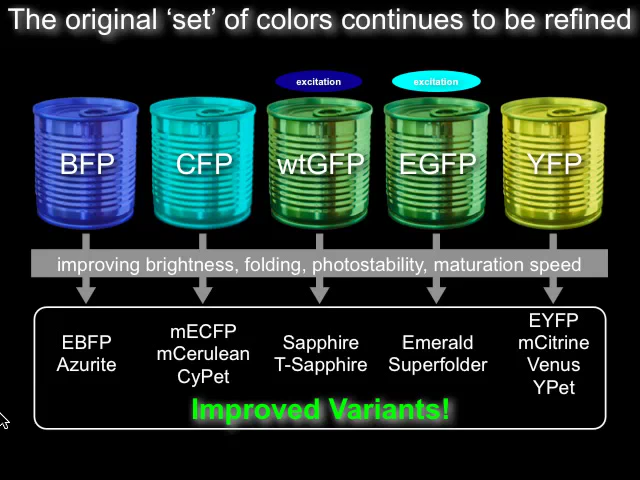 The original ‘set’ of colors continues to be refined
excitation excitation
BFP CFP wtGFP EGFP YFP
improving brightness, folding, photostability, maturation speed
EBFP
Azurite
mECFP
mCerulean
CyPet
Sapphire
T-Sapphire
Emerald
Superfolder
EYFP
mCitrine
Venus
YPet
Improved Variants!